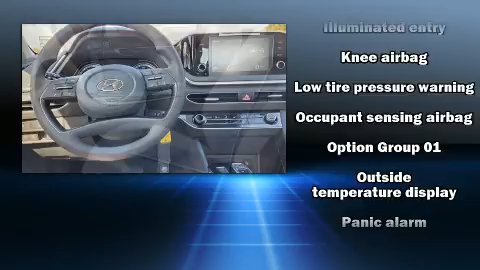 Illuminated entry
Knee airbag
Low tire pressure warning
Occupant sensing airbag
Option Group 01
Outside
temperature display
Panic alarm